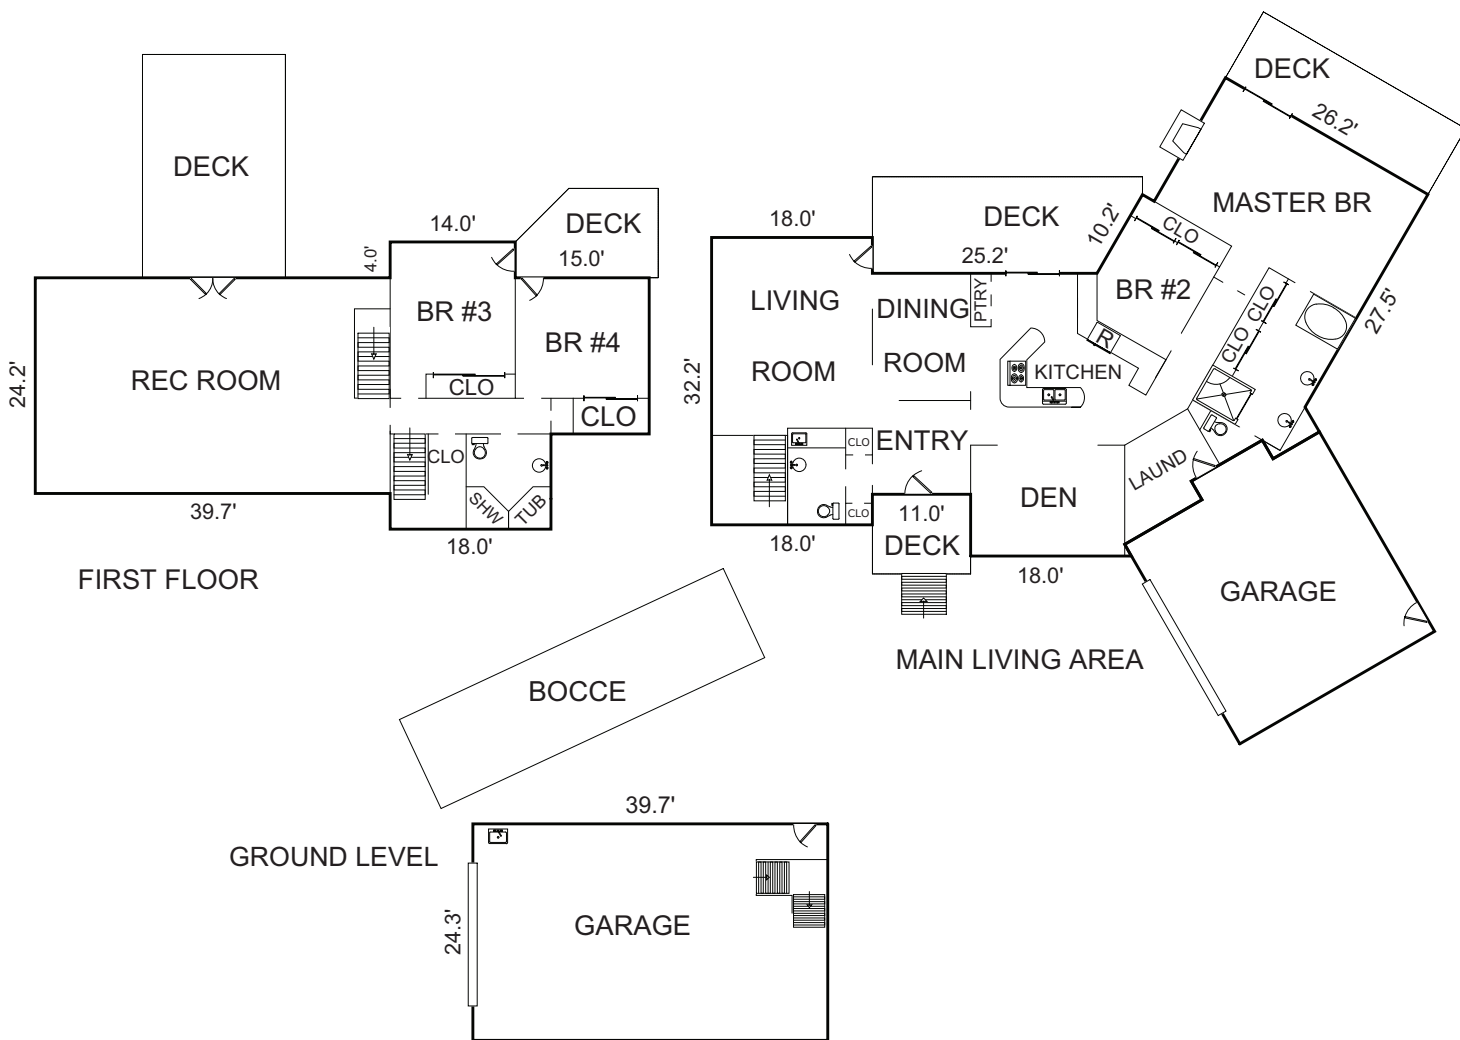 DECK
14.0'
4.0'
DECK
15.0'
BR #3
BR #4
REC ROOM
24.2'
CLO
CLO
CLO
SHW
TUB
39.7'
18.0'
FIRST FLOOR
DECK
26.2'
MASTER BR
18.0'
DECK
10.2'
CLO
25.2'
LIVING
ROOM
DINING
ROOM
PTRY
BR #2
R
KITCHEN
CLO
CLO
27.5'
32.2'
CLO
ENTRY
LAUND
DEN
CLO
11.0'
DECK
18.0'
18.0'
GARAGE
MAIN LIVING AREA
BOCCE
39.7'
GROUND LEVEL
24.3'
GARAGE